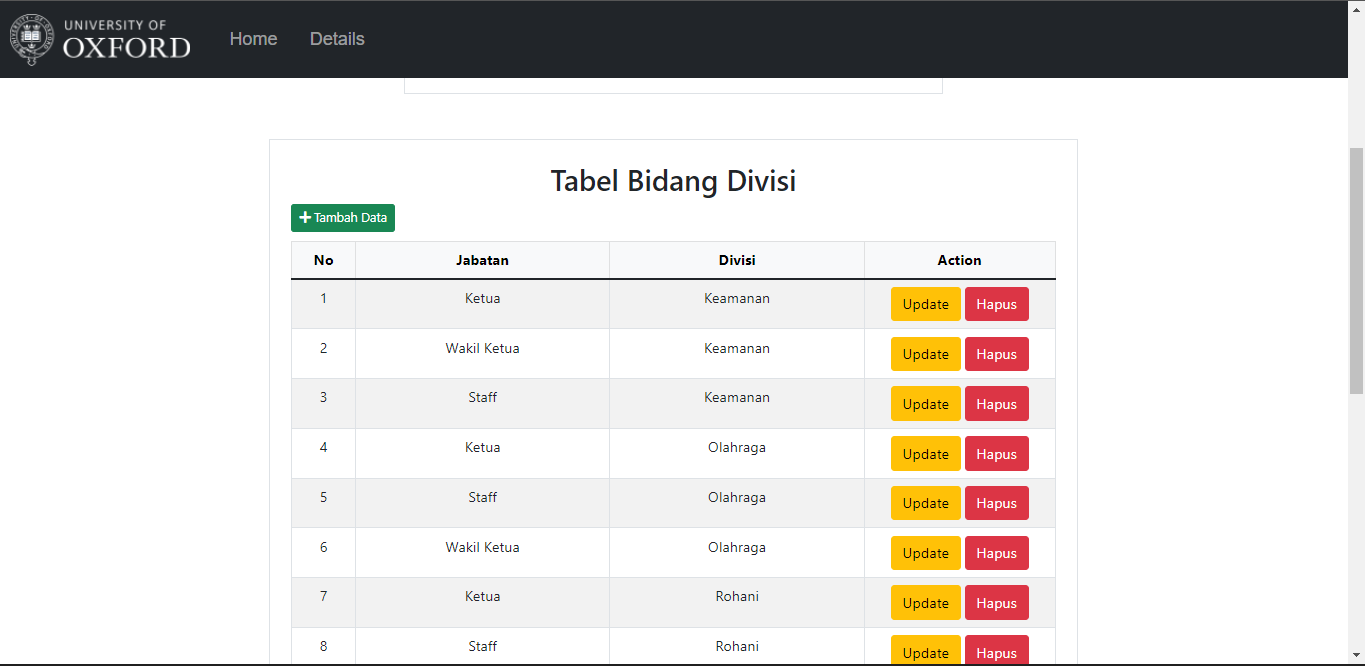 UNIVERSITY OF
OXFORD
Home Details
Tabel Bidang Divisi
Tambah Data
No Jabatan Divisi Action
1 Ketua Keamanan Update Hapus
2 Wakil Ketua Keamanan Update Hapus
3 Staff Keamanan Update Hapus
4 Ketua Olahraga Update Hapus
5 Staff Olahraga Update Hapus
6 Wakil Ketua Olahraga Update Hapus
7 Ketua Rohani Update Hapus
8 Staff Rohani Update Hapus